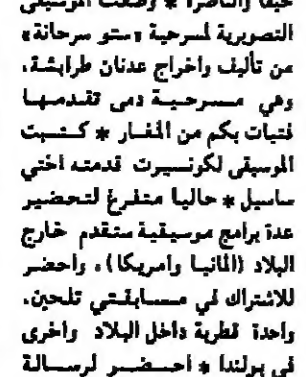 حيفا والناصرة * وضعت الموسيقى
التصويرية لمسرحية «ستو سرحانة»
من تأليف واخراج عدنان طرابشة،
وهي مسرحية دمى تقدمها
فتيات بكم من المغار * كتبت
الموسيقى لكونسيرت قدمته اختي
ساسيل * حاليا متفرغ لتحضير
عدة برامج موسيقية ستقدم خارج
البلاد (المانيا وامريكا)، واحضر
للاشتراك في مسابقتي تلحين،
واحدة قطرية داخل البلاد واخرى
في بولندا * احضر لرسالة